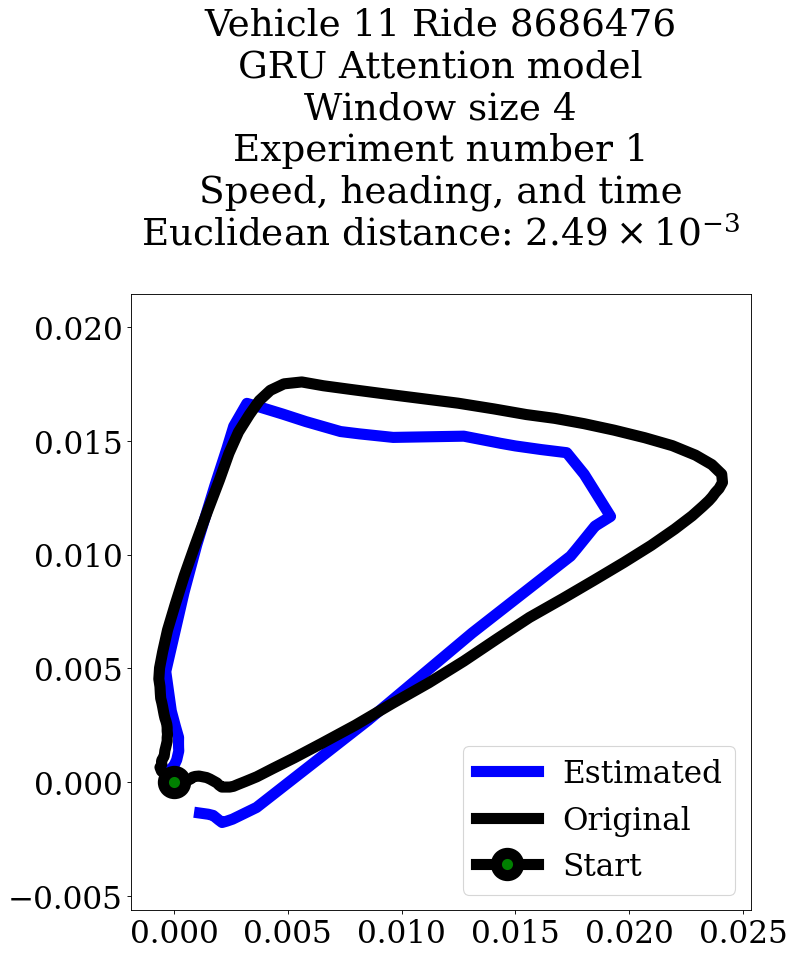 Vehicle 11 Ride 8686476
GRU Attention model
Window size 4
Experiment number 1
Speed, heading, and time
Euclidean distance: 2.49 × 10⁻³
0.020
0.015
0.010
0.005
0.000
−0.005
0.000 0.005 0.010 0.015 0.020 0.025
Estimated
Original
Start